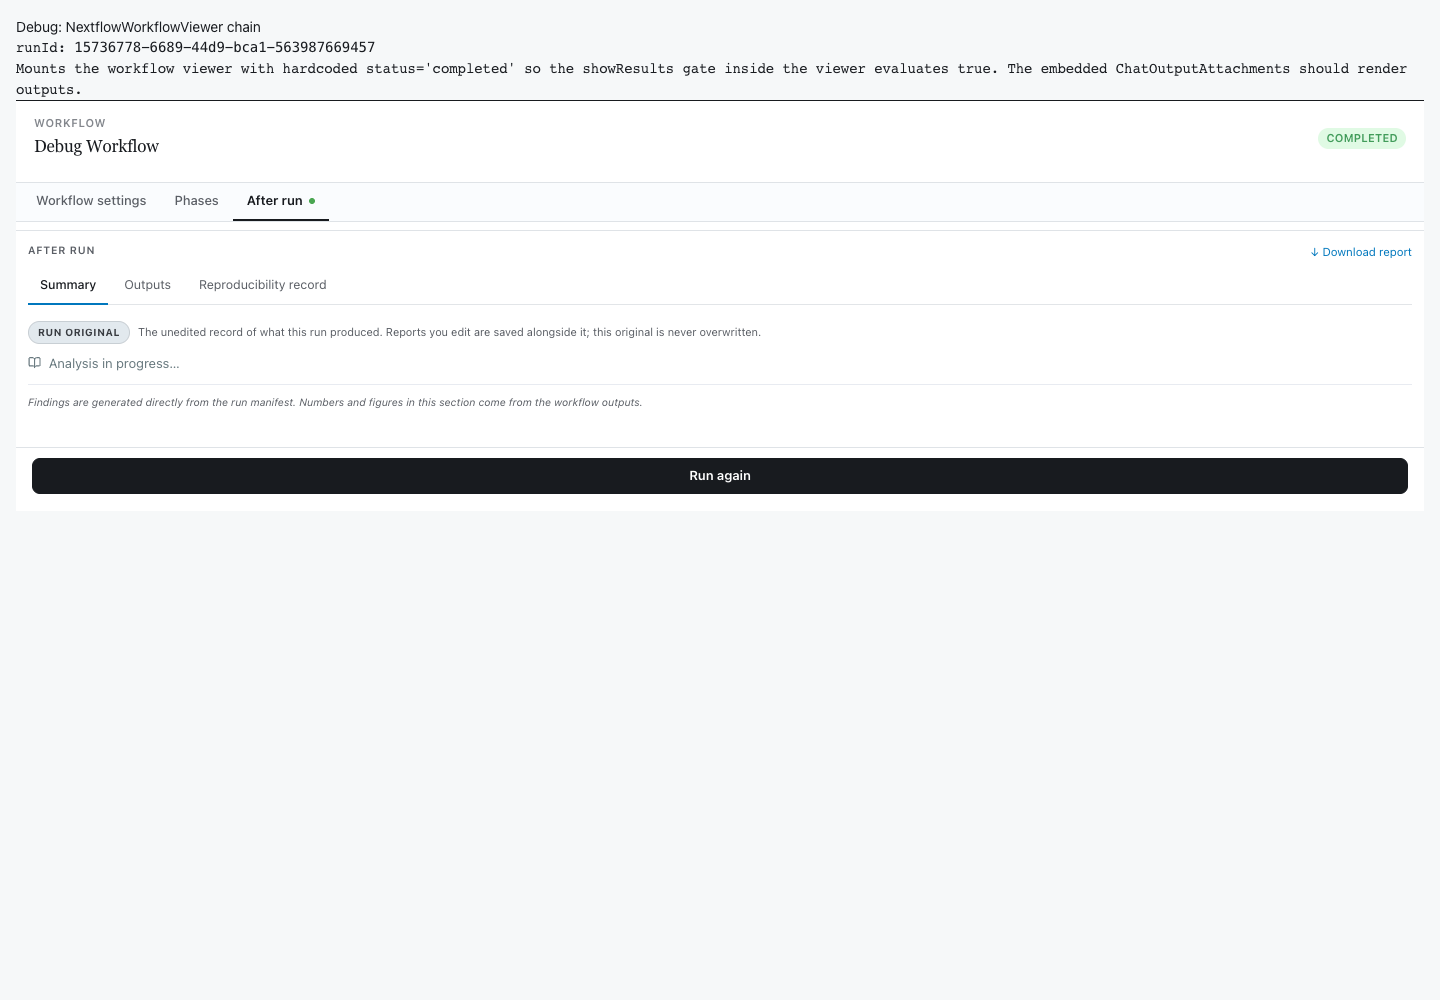 Debug: NextflowWorkflowViewer chain
runId: 15736778-6689-44d9-bca1-563987669457
Mounts the workflow viewer with hardcoded status='completed' so the showResults gate inside the viewer evaluates true. The embedded ChatOutputAttachments should render
outputs.
WORKFLOW
Debug Workflow
COMPLETED
Workflow settings Phases After run
AFTER RUN
↓ Download report
Summary Outputs Reproducibility record
RUN ORIGINAL The unedited record of what this run produced. Reports you edit are saved alongside it; this original is never overwritten.
Analysis in progress...
Findings are generated directly from the run manifest. Numbers and figures in this section come from the workflow outputs.
Run again